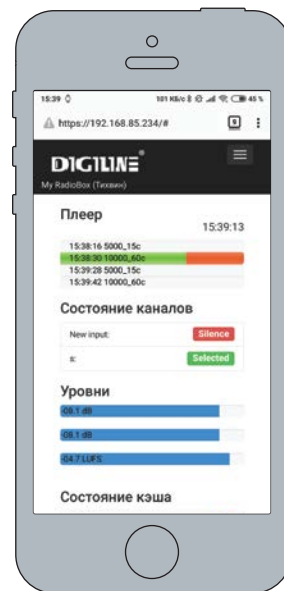 15:39 101 КБ/с 45 %
https://192.168.85.234/# 9
DIGILINE®
My RadioBox (Тихвин)
Плеер
15:39:13
15:38:16 5000_15c
15:38:30 10000_60c
15:39:28 5000_15c
15:39:42 10000_60c
Состояние каналов
New input: Silence
s: Selected
Уровни
-08.1 dB
-08.1 dB
-04.7 LUFS
Состояние кэша